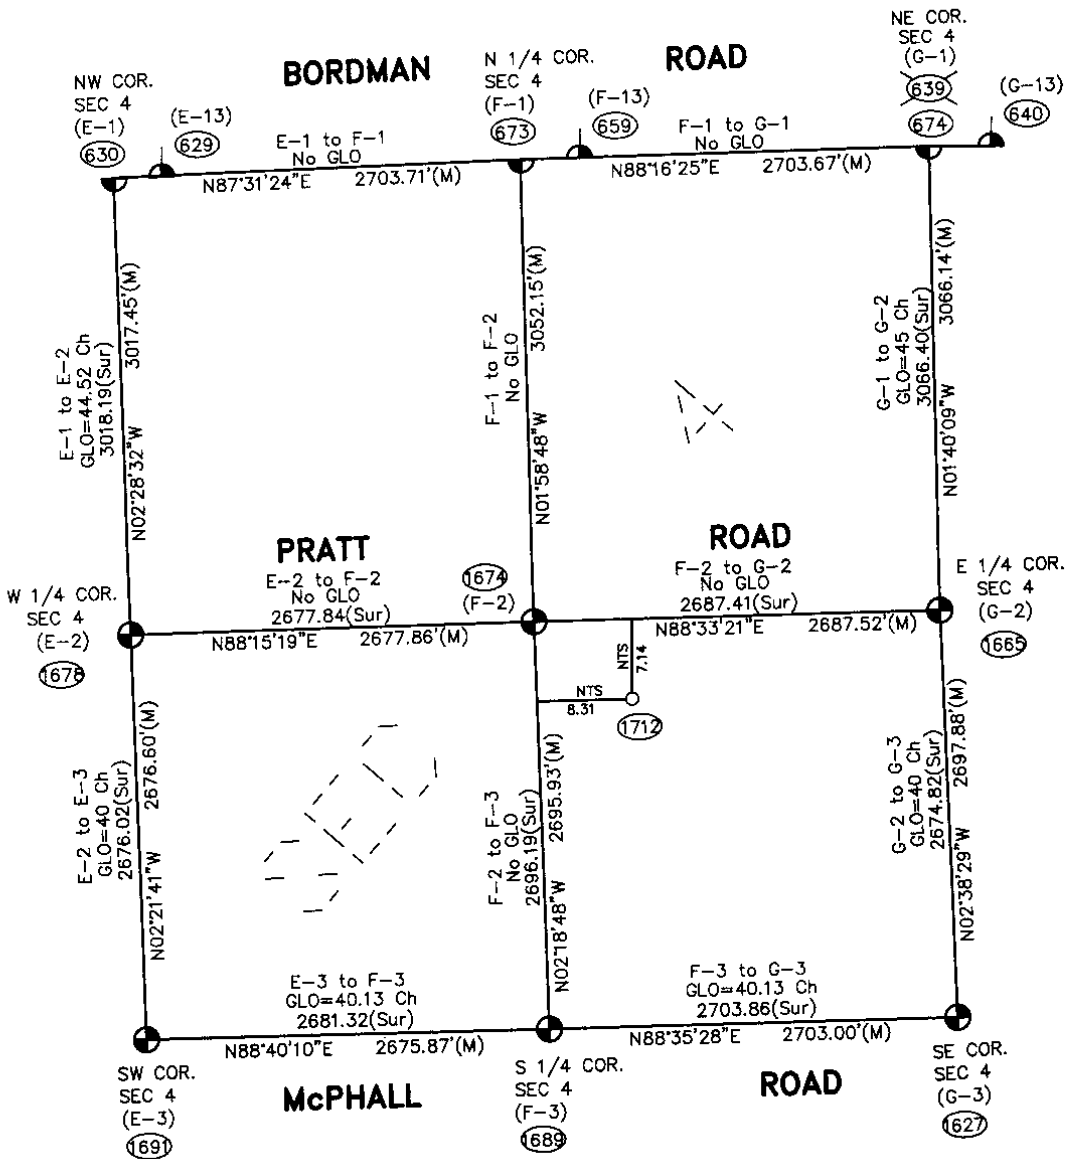 BORDMAN
ROAD
NW COR.
SEC 4
(E-1)
630
(E-13)
629
E-1 to F-1
No GLO
N87°31'24"E 2703.71'(M)
N 1/4 COR.
SEC 4
(F-1)
673
(F-13)
659
F-1 to G-1
No GLO
N88°16'25"E 2703.67'(M)
NE COR.
SEC 4
(G-1)
639
674
(G-13)
640
E-1 to E-2
GLO=44.52 Ch
3018.19(Sur)
N02°28'32"W 3017.45'(M)
F-1 to F-2
No GLO
N01°58'48"W 3052.15'(M)
G-1 to G-2
GLO=45 Ch
3066.40(Sur)
N01°40'09"W 3066.14'(M)
4
PRATT
ROAD
W 1/4 COR.
SEC 4
(E-2)
1678
E-2 to F-2
No GLO
2677.84(Sur)
N88°15'19"E 2677.86'(M)
1674
(F-2)
F-2 to G-2
No GLO
2687.41(Sur)
N88°33'21"E 2687.52'(M)
E 1/4 COR.
SEC 4
(G-2)
1665
NTS
7.14
NTS
8.31
1712
E-2 to E-3
GLO=40 Ch
2676.02(Sur)
N02°21'41"W 2676.60'(M)
F-2 to F-3
No GLO
2696.19(Sur)
N02°18'48"W 2695.93'(M)
G-2 to G-3
GLO=40 Ch
2674.82(Sur)
N02°38'29"W 2697.88'(M)
E-3 to F-3
GLO=40.13 Ch
2681.32(Sur)
N88°40'10"E 2675.87'(M)
F-3 to G-3
GLO=40.13 Ch
2703.86(Sur)
N88°35'28"E 2703.00'(M)
SW COR.
SEC 4
(E-3)
1691
McPHALL
S 1/4 COR.
SEC 4
(F-3)
1689
ROAD
SE COR.
SEC 4
(G-3)
1627